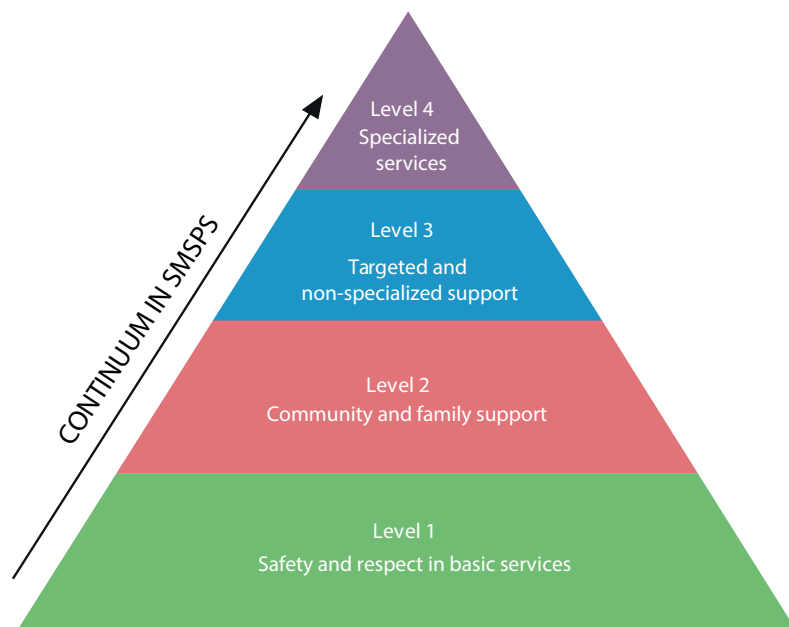 Level 4
Specialized
services
CONTINUUM IN SMSPS
Level 3
Targeted and
non-specialized support
Level 2
Community and family support
Level 1
Safety and respect in basic services